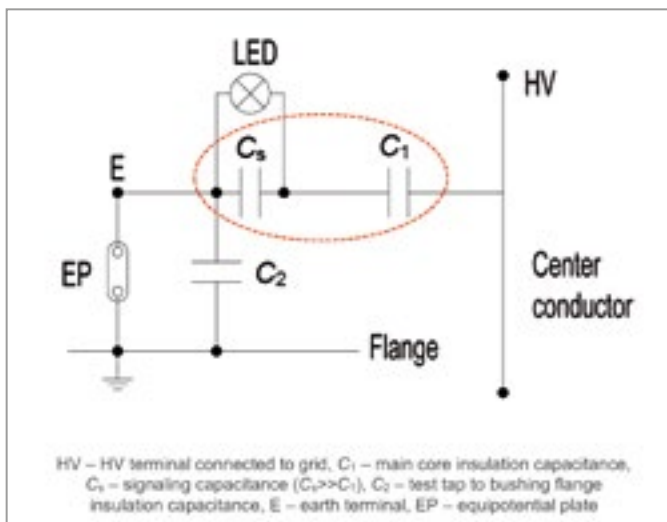 LED
HV
Cs
C1
E
EP
C2
Center
conductor
Flange
HV – HV terminal connected to grid, C1 – main core insulation capacitance,
Cs – signaling capacitance (Cs>>C1), C2 – test tap to bushing flange
insulation capacitance, E – earth terminal, EP – equipotential plate